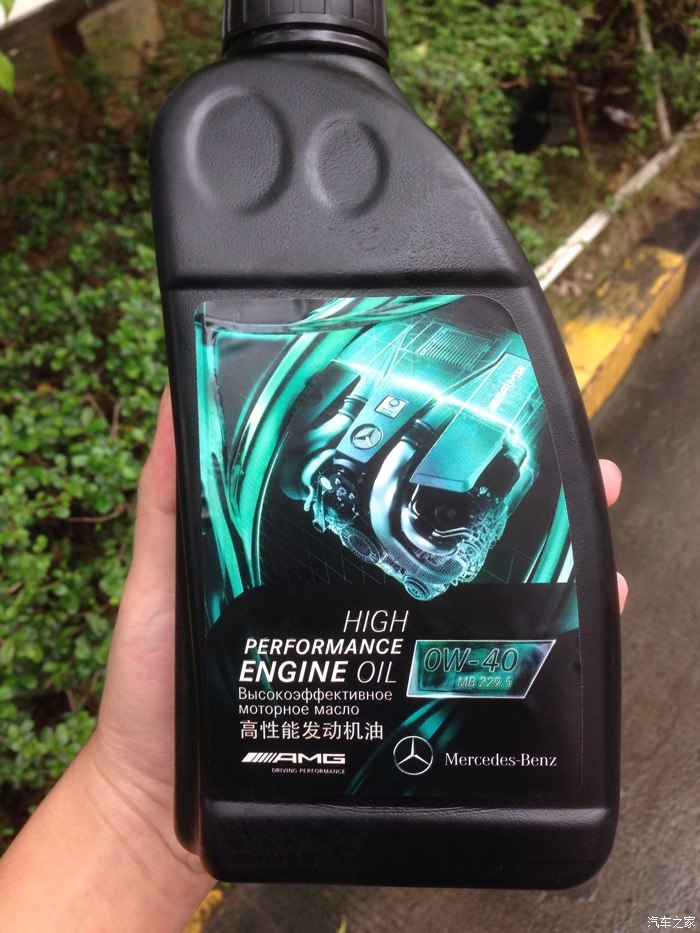 AMG
HIGH
PERFORMANCE
ENGINE OIL
0W-40
MB 229.5
Высокоэффективное
моторное масло
高性能发动机油
AMG
DRIVING PERFORMANCE
Mercedes-Benz
汽车之家